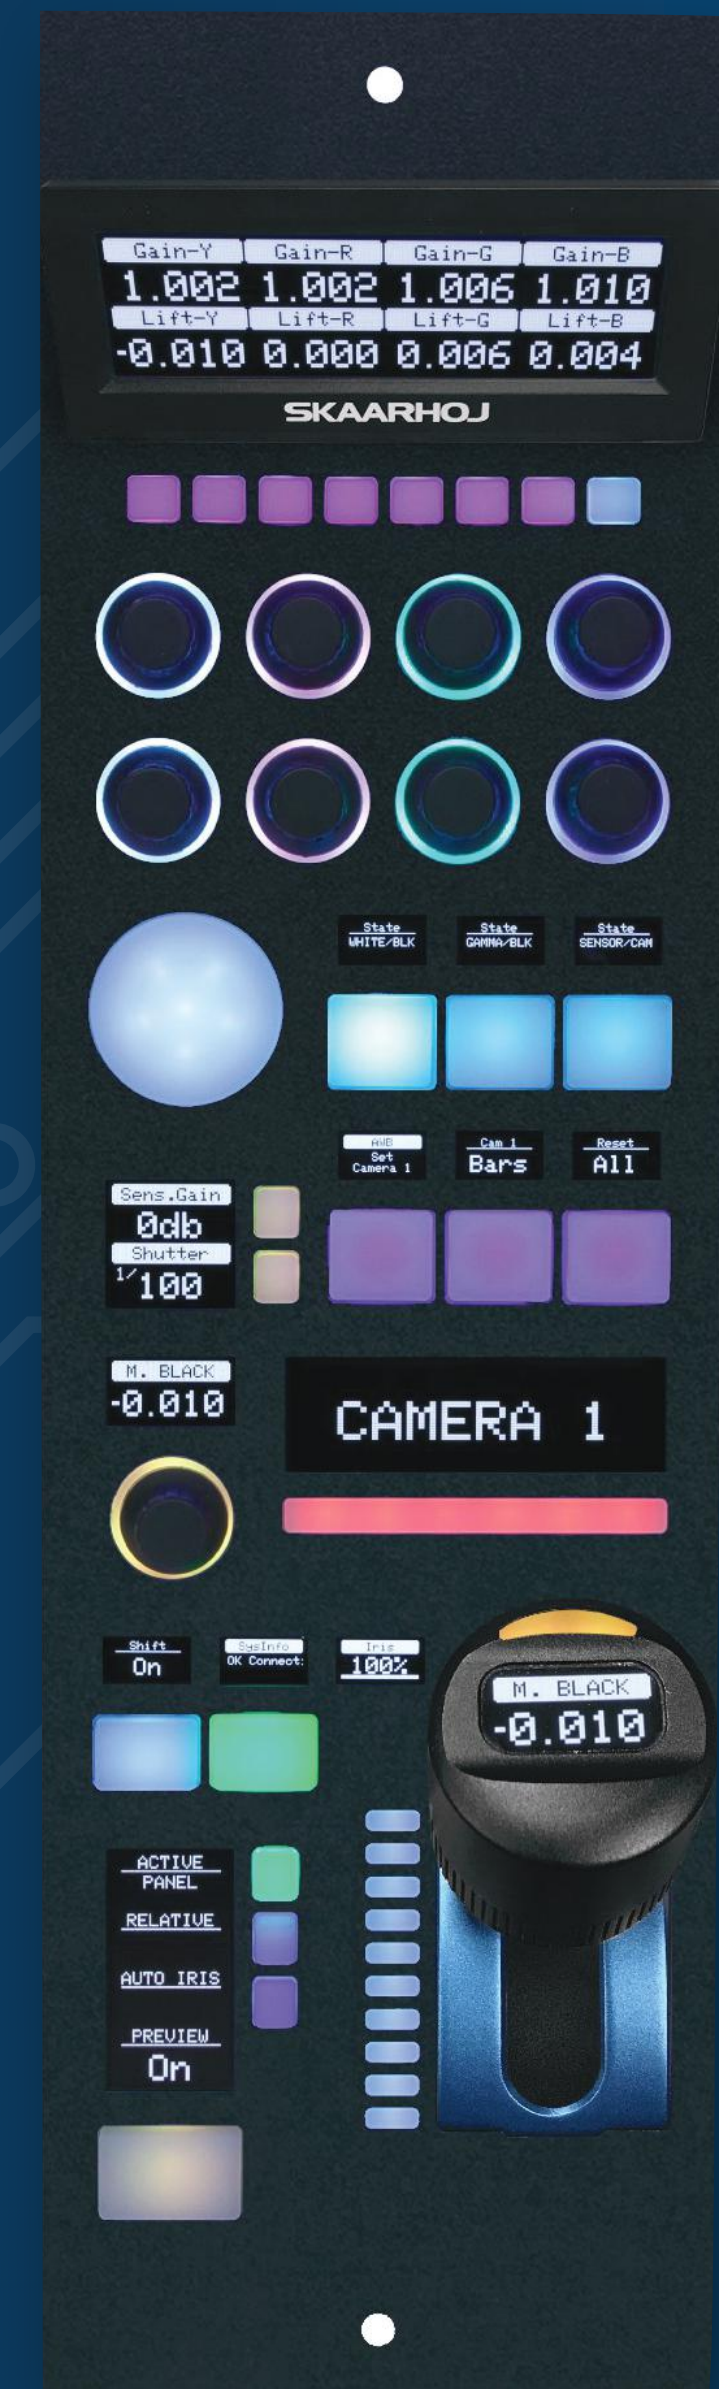 Gain-Y Gain-R Gain-G Gain-B
1.002 1.002 1.006 1.010
Lift-Y Lift-R Lift-G Lift-B
-0.010 0.000 0.006 0.004
SKAARHOJ
State State State
WHITE/BLK GAMMA/BLK SENSOR/CAM
AWB Cam 1 Reset
Set
Camera 1 Bars All
Sens.Gain
0db
Shutter
1/100
M. BLACK
-0.010
CAMERA 1
Shift SysInfo Iris
On OK Connect: 100%
M. BLACK
-0.010
ACTIVE
PANEL
RELATIVE
AUTO IRIS
PREVIEW
On